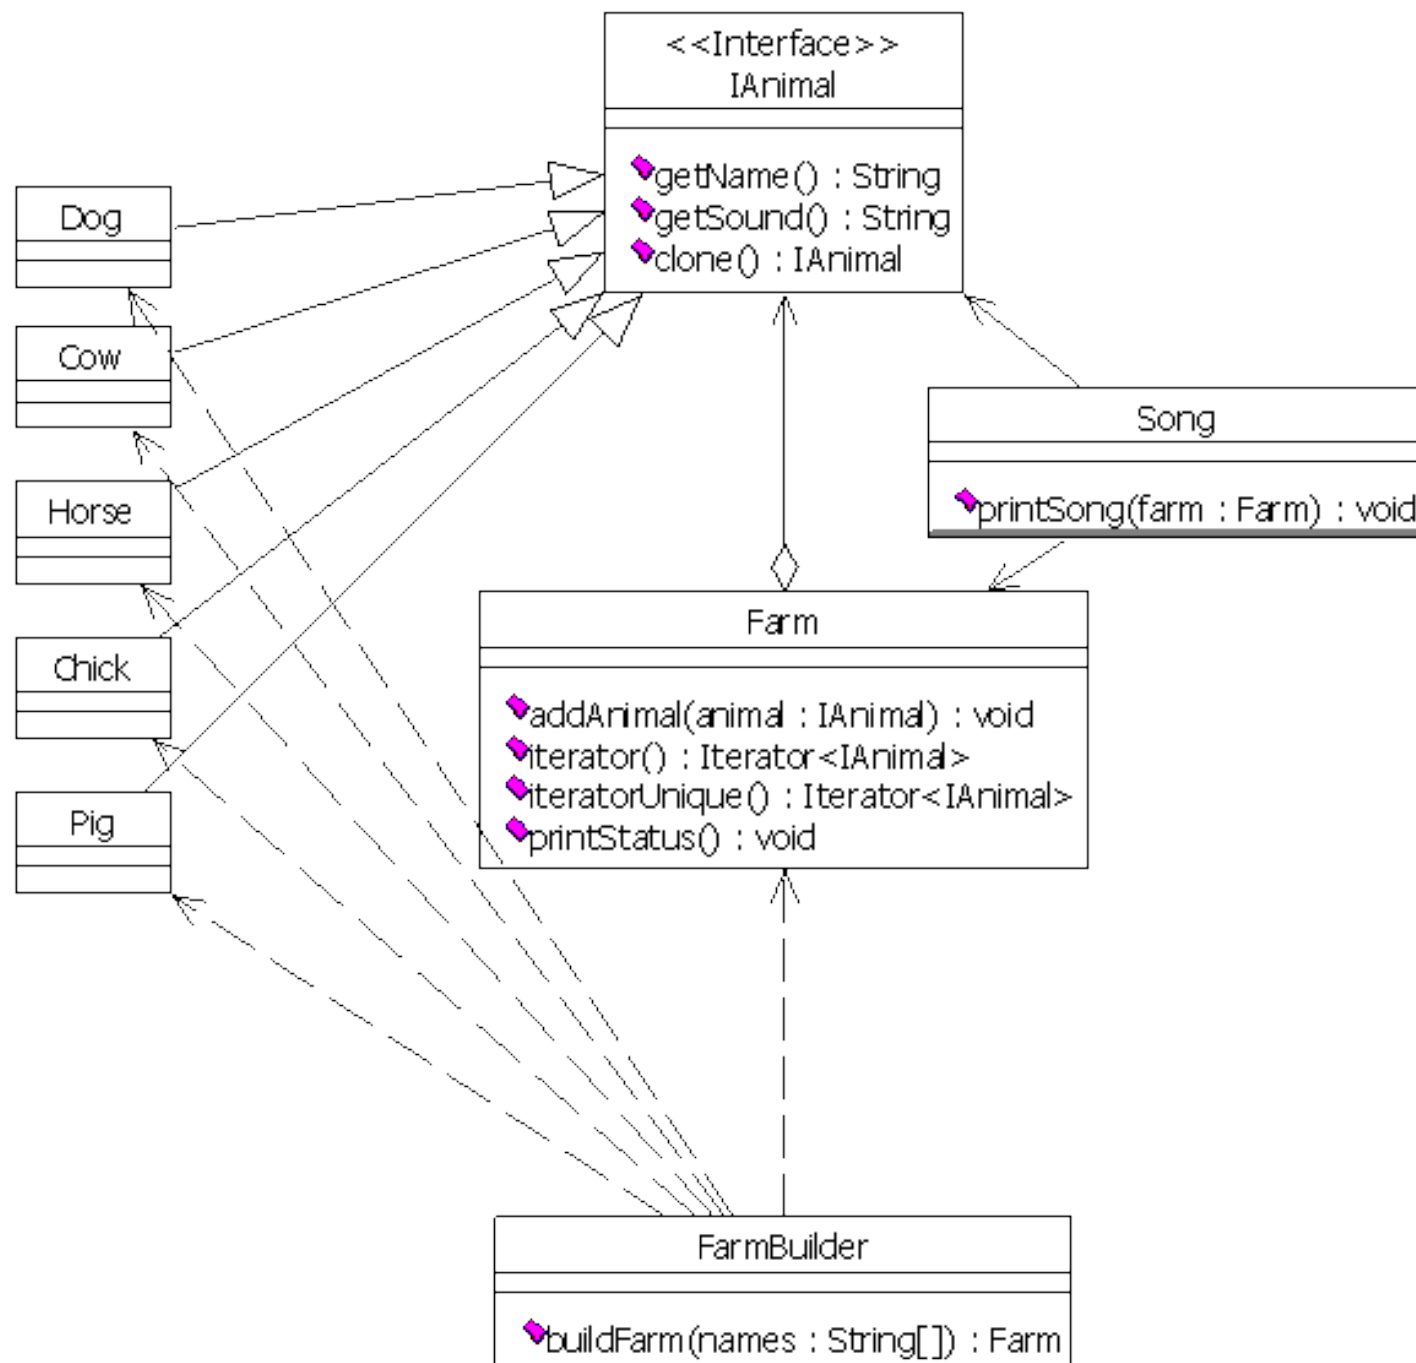 <<Interface>>
IAnimal
getName() : String
getSound() : String
clone() : IAnimal
Dog
Cow
Horse
Chick
Pig
Song
printSong(farm : Farm) : void
Farm
addAnimal(animal : IAnimal) : void
iterator() : Iterator<IAnimal>
iteratorUnique() : Iterator<IAnimal>
printStatus() : void
FarmBuilder
buildFarm(names : String[]) : Farm